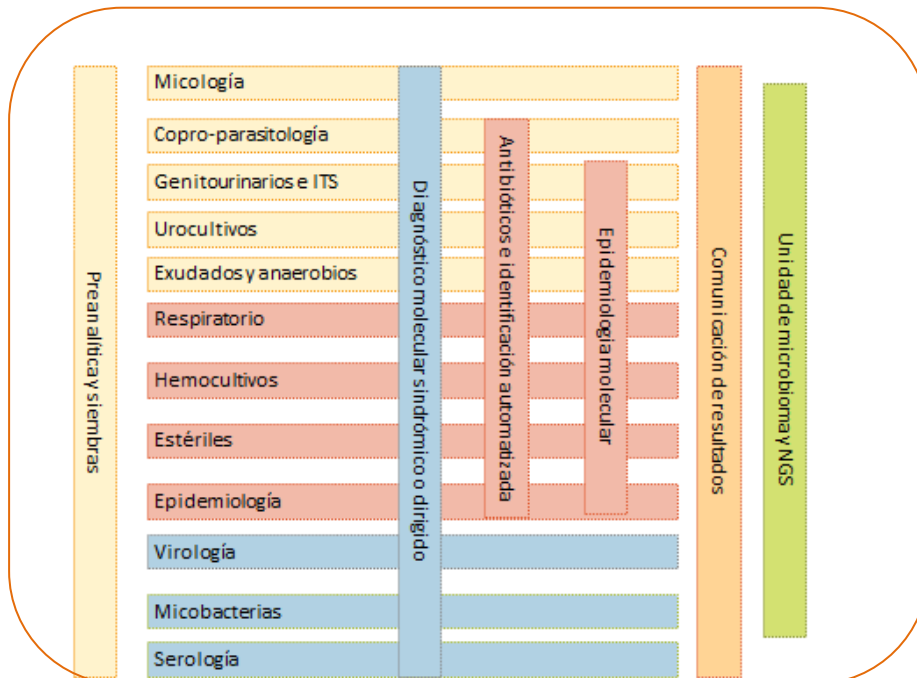 Preanalítica y siembras
Micología
Copro-parasitología
Genitourinarios e ITS
Urocultivos
Exudados y anaerobios
Respiratorio
Hemocultivos
Estériles
Epidemiología
Virología
Micobacterias
Serología
Diagnóstico molecular sindrómico o dirigido
Antibióticos e identificación automatizada
Epidemiologia molecular
Comunicación de resultados
Unidad de microbioma y NGS